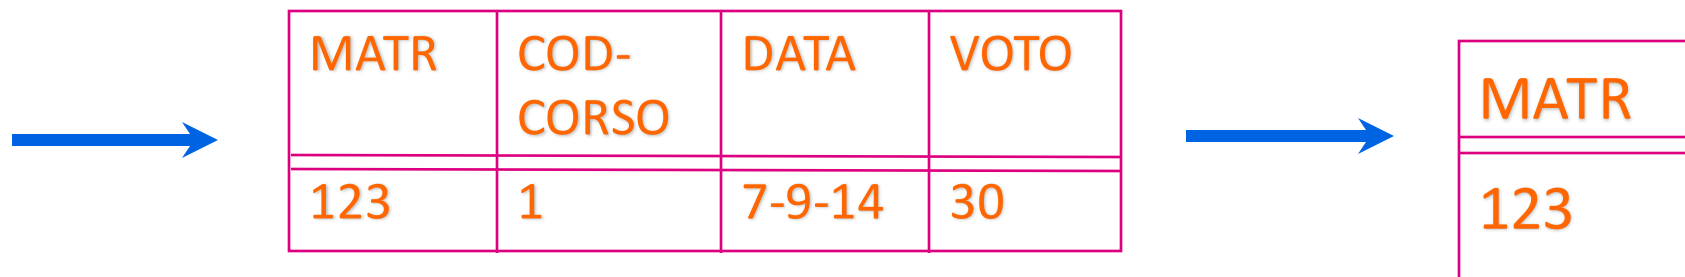 MATR COD- DATA VOTO
CORSO
123 1 7-9-14 30
MATR
123